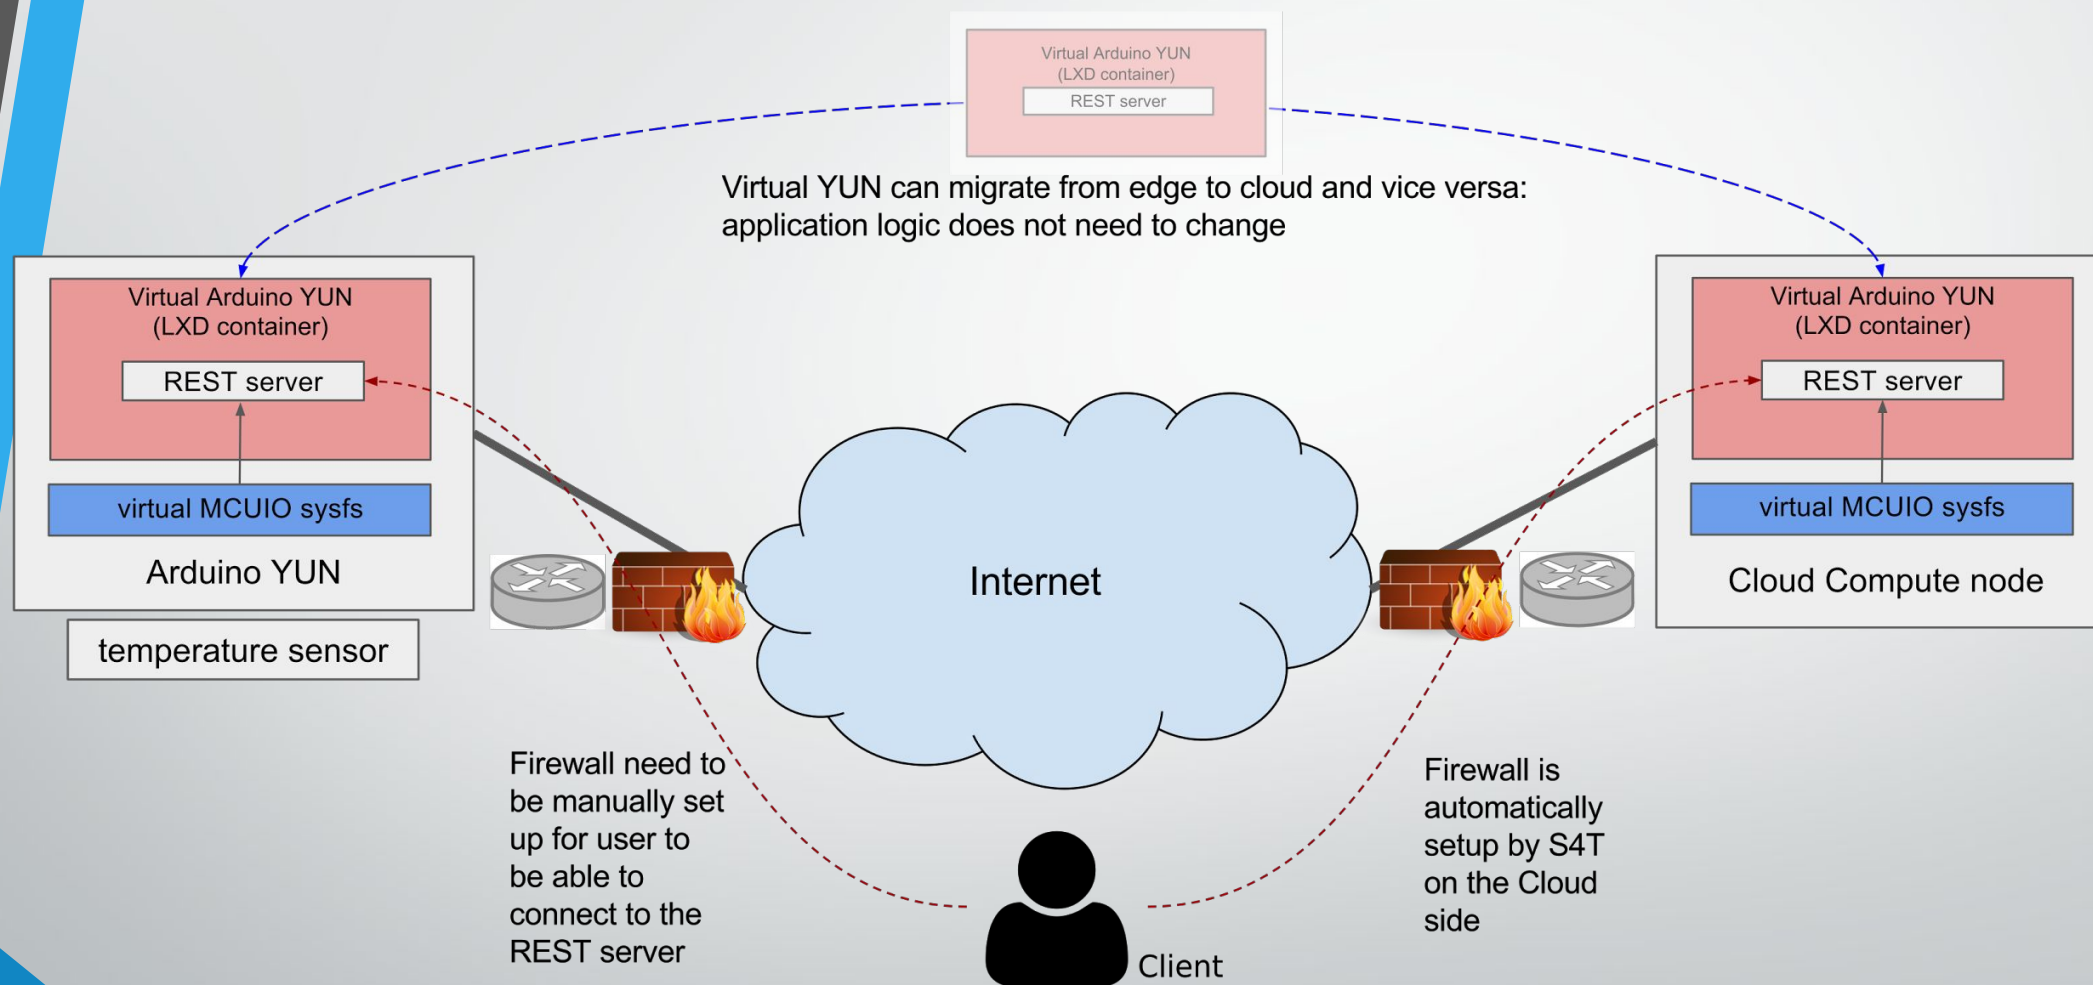 Virtual Arduino YUN
(LXD container)
REST server
Virtual YUN can migrate from edge to cloud and vice versa:
application logic does not need to change
Virtual Arduino YUN
(LXD container)
REST server
virtual MCUIO sysfs
Arduino YUN
temperature sensor
Internet
Virtual Arduino YUN
(LXD container)
REST server
virtual MCUIO sysfs
Cloud Compute node
Firewall need to
be manually set
up for user to
be able to
connect to the
REST server
Firewall is
automatically
setup by S4T
on the Cloud
side
Client